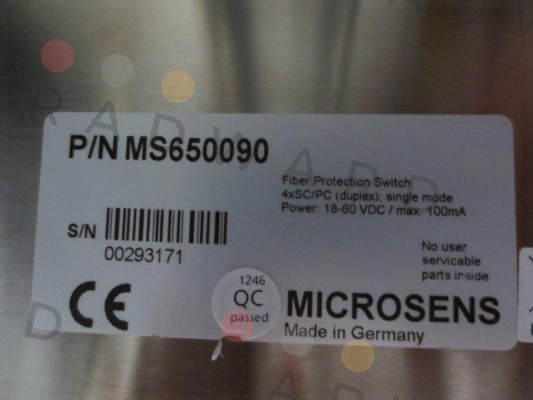 P/N MS650090
Fiber Protection Switch
4xSC/PC (duplex); single mode
Power: 18-60 VDC / max. 100mA
S/N
00293171
No user
servicable
parts inside
CE
1246
QC
passed
MICROSENS
Made in Germany
RADWARD